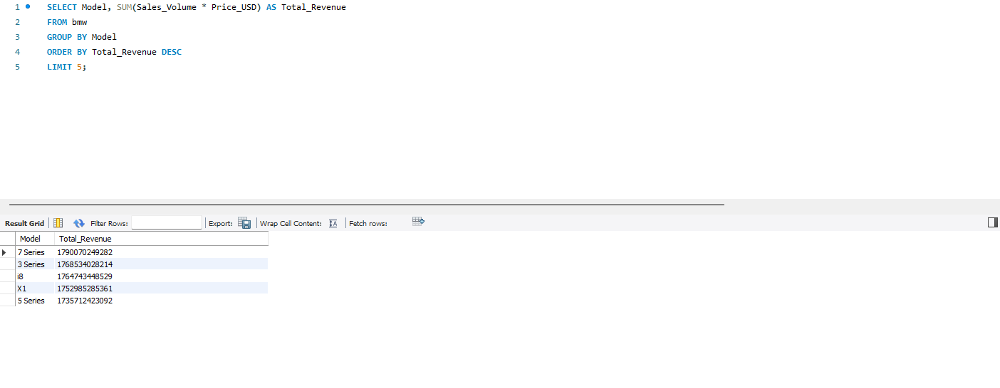 1 SELECT Model, SUM(Sales_Volume * Price_USD) AS Total_Revenue
2 FROM bmw
3 GROUP BY Model
4 ORDER BY Total_Revenue DESC
5 LIMIT 5;
Result Grid Filter Rows: Export: Wrap Cell Content: Fetch rows:
Model Total_Revenue
7 Series 1790070249282
3 Series 1768534028214
i8 1764743448529
X1 1752985285361
5 Series 1735712423092